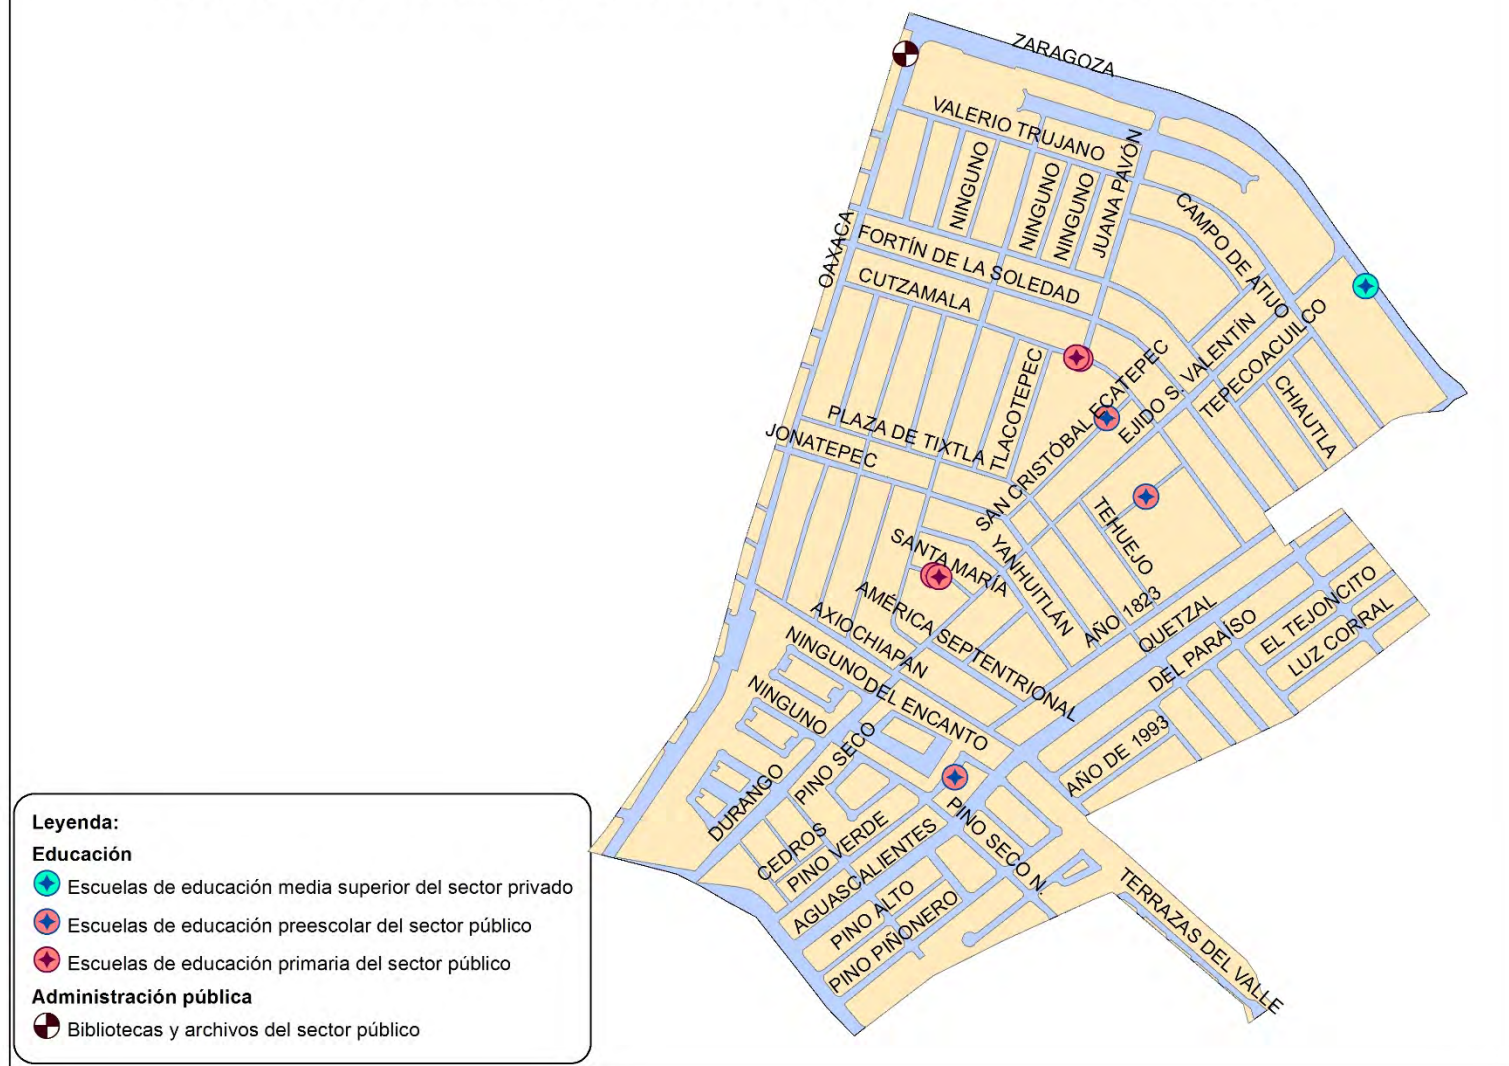 ZARAGOZA
VALERIO TRUJANO
NINGUNO
NINGUNO
NINGUNO
JUANA PAVÓN
CAMPO DE ATIJO
OAXACA
FORTÍN DE LA SOLEDAD
CUTZAMALA
TLACOTEPEC
SAN CRISTÓBAL ECATEPEC
EJIDO S. VALENTÍN
TEPECOACUILCO
CHIAUTLA
PLAZA DE TIXTLA
JONATEPEC
TEHUEJO
SANTA MARÍA
YANHUITLÁN
AÑO 1823
AMÉRICA SEPTENTRIONAL
AXIOCHIAPAN
QUETZAL
DEL PARAÍSO
EL TEJONCITO
LUZ CORRAL
NINGUNO
DEL ENCANTO
NINGUNO
PINO SECO
DURANGO
AÑO DE 1993
CEDROS
PINO VERDE
AGUASCALIENTES
PINO SECO N.
PINO ALTO
PINO PIÑONERO
TERRAZAS DEL VALLE
Leyenda:
Educación
Escuelas de educación media superior del sector privado
Escuelas de educación preescolar del sector público
Escuelas de educación primaria del sector público
Administración pública
Bibliotecas y archivos del sector público